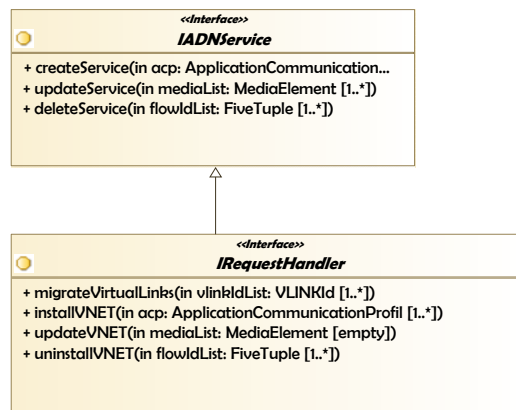 «Interface»
IADNService
+ createService(in acp: ApplicationCommunication...
+ updateService(in mediaList: MediaElement [1..*])
+ deleteService(in flowIdList: FiveTuple [1..*])
«Interface»
IRequestHandler
+ migrateVirtualLinks(in vlinkIdList: VLINKId [1..*])
+ installVNET(in acp: ApplicationCommunicationProfil [1..*])
+ updateVNET(in mediaList: MediaElement [empty])
+ uninstallVNET(in flowIdList: FiveTuple [1..*])